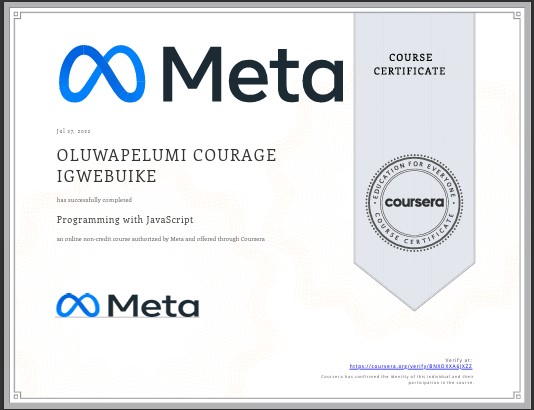 Meta
COURSE
CERTIFICATE
Jul 27, 2022
OLUWAPELUMI COURAGE
IGWEBUIKE
has successfully completed
Programming with JavaScript
an online non-credit course authorized by Meta and offered through Coursera
EDUCATION FOR EVERYONE
coursera
COURSE CERTIFICATE
Meta
Verify at:
https://coursera.org/verify/
Coursera has confirmed the identity of this individual and their
participation in the course.